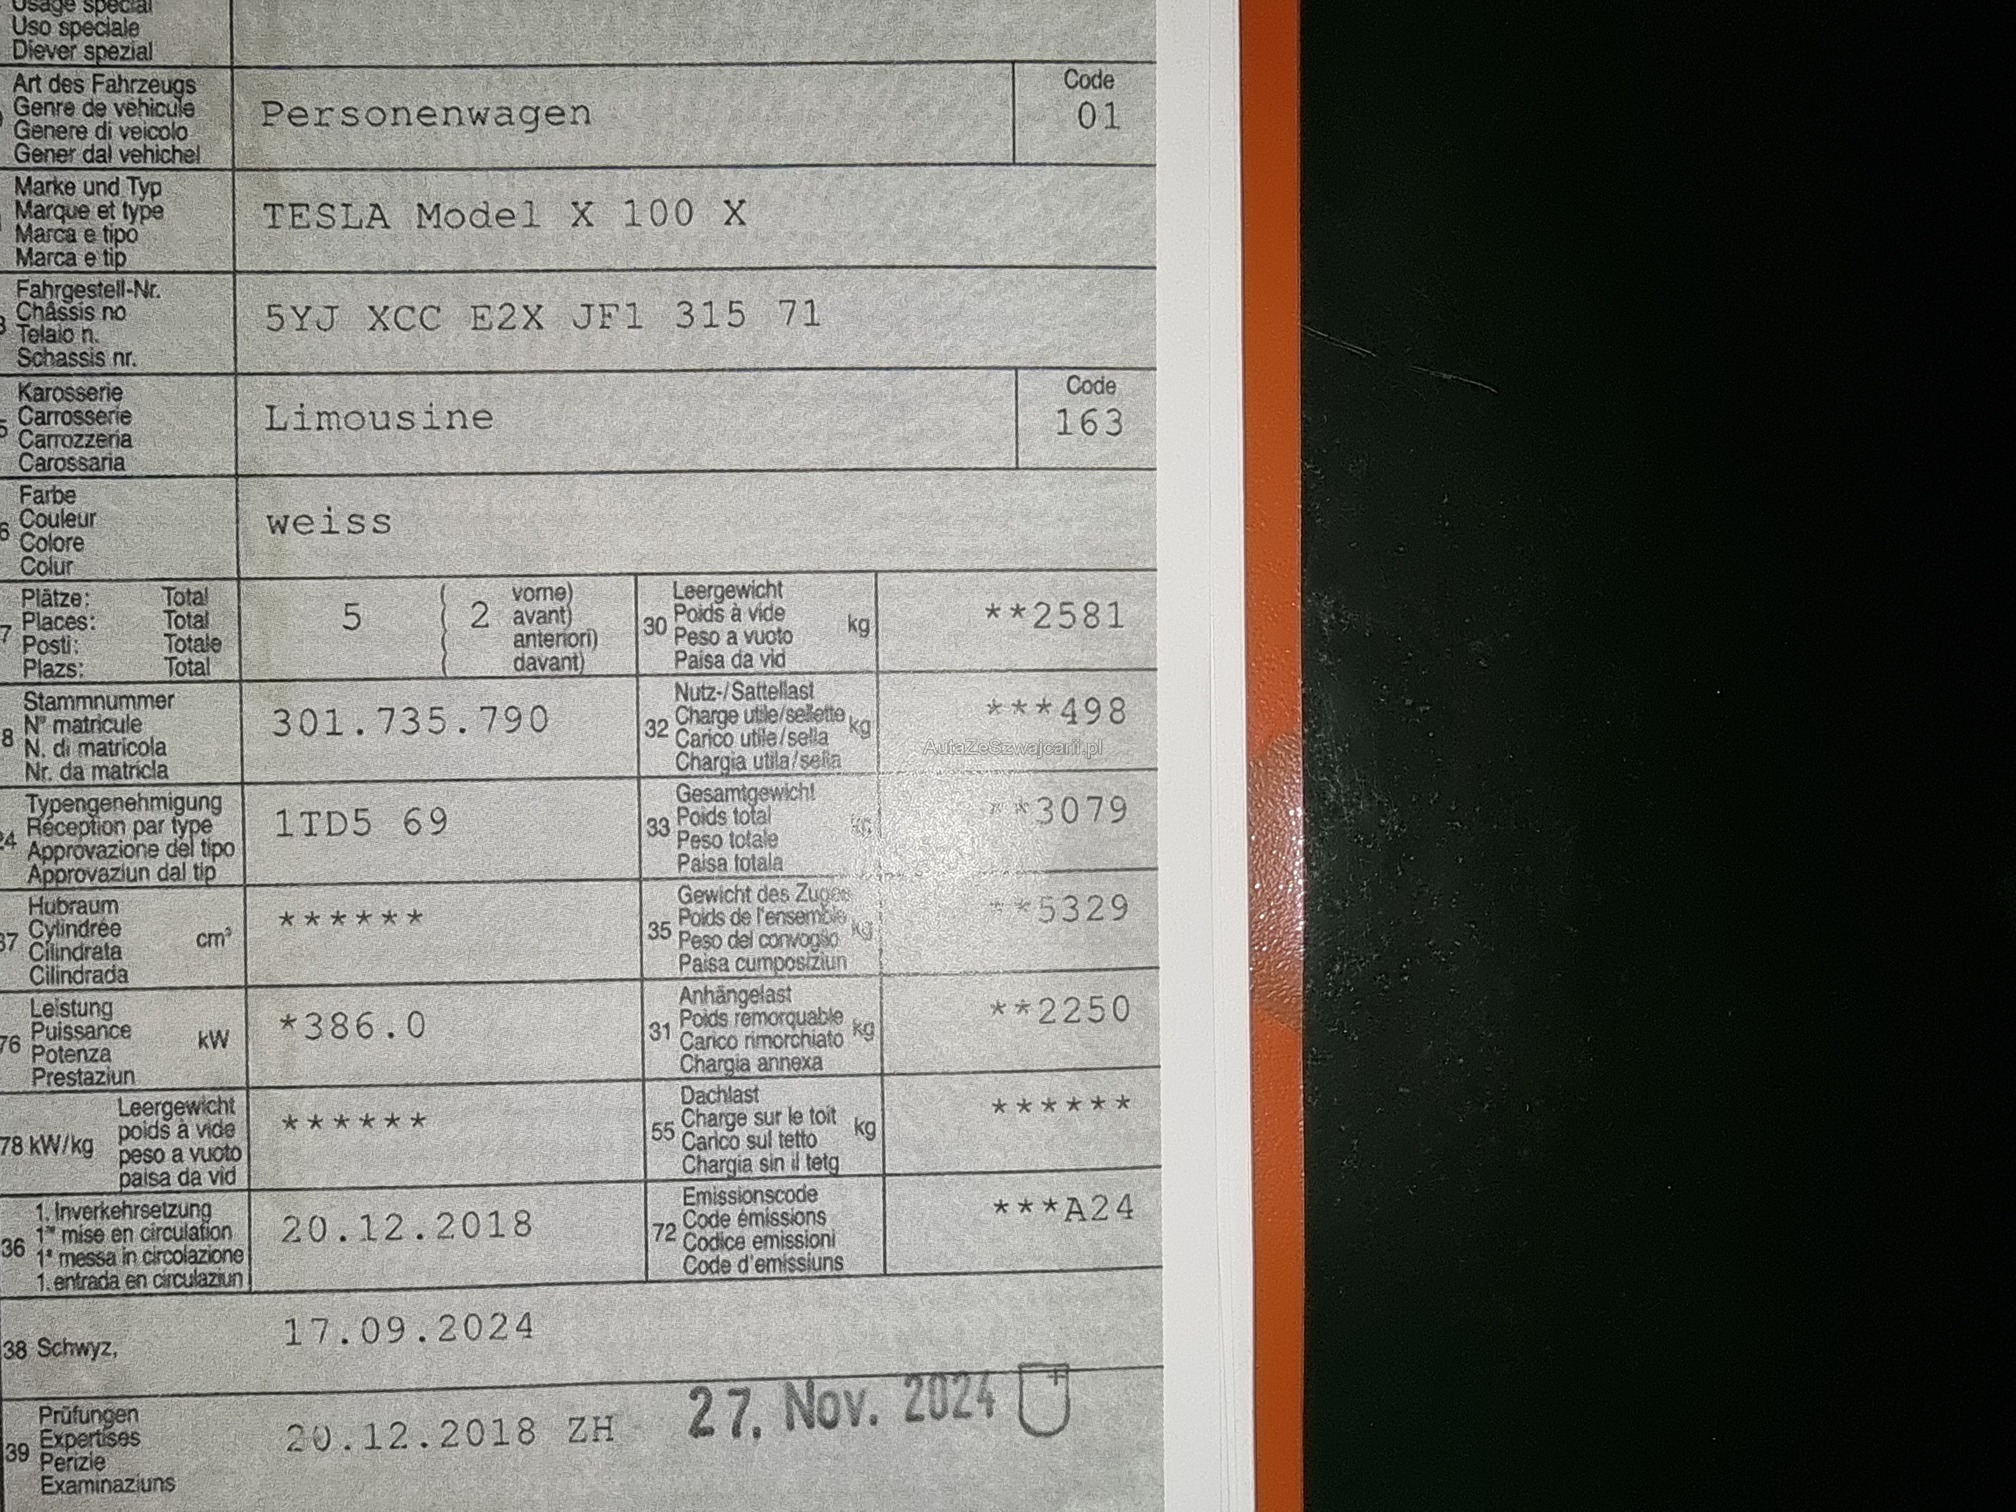 Usage special
Uso speciale
Diever spezial
Art des Fahrzeugs
Genre de véhicule
Genere di veicolo
Gener dal vehichel
Personenwagen
Code
01
Marke und Typ
Marque et type
Marca e tipo
Marca e tip
TESLA Model X 100 X
Fahrgestell-Nr.
Châssis no
Telaio n.
Schassis nr.
5YJ XCC E2X JF1 315 71
Karosserie
Carrosserie
Carrozzeria
Carossaria
Limousine
Code
163
Farbe
Couleur
Colore
Colur
weiss
Plätze: Total
Places: Total
Posti: Totale
Plazs: Total
5 ( 2 vorne)
avant)
anteriori)
davant)
30 Leergewicht
Poids à vide
Peso a vuoto
Paisa da vid
kg
**2581
Stammnummer
N° matricule
N. di matricola
Nr. da matricla
301.735.790
32 Nutz-/Sattellast
Charge utile/sellette
Carico utile/sella
Chargia utila/sella
kg
***498
AutaZeSzwajcarii.pl
24 Typengenehmigung
Réception par type
Approvazione del tipo
Approvaziun dal tip
1TD5 69
33 Gesamtgewicht
Poids total
Peso totale
Paisa totala
kg
**3079
37 Hubraum
Cylindrée
Cilindrata
Cilindrada
cm³
******
35 Gewicht des Zuges
Poids de l'ensemble
Peso del convoglio
Paisa cumposiziun
kg
**5329
76 Leistung
Puissance
Potenza
Prestaziun
kW
*386.0
31 Anhängelast
Poids remorquable
Carico rimorchiato
Chargia annexa
kg
**2250
78 kW/kg
Leergewicht
poids à vide
peso a vuoto
paisa da vid
******
55 Dachlast
Charge sur le toit
Carico sul tetto
Chargia sin il tetg
kg
******
36 1. Inverkehrsetzung
1re mise en circulation
1a messa in circolazione
1. entrada en circulaziun
20.12.2018
72 Emissionscode
Code émissions
Codice emissioni
Code d'emissiuns
***A24
38 Schwyz,
17.09.2024
39 Prüfungen
Expertises
Perizie
Examinaziuns
20.12.2018 ZH
27. Nov. 2024